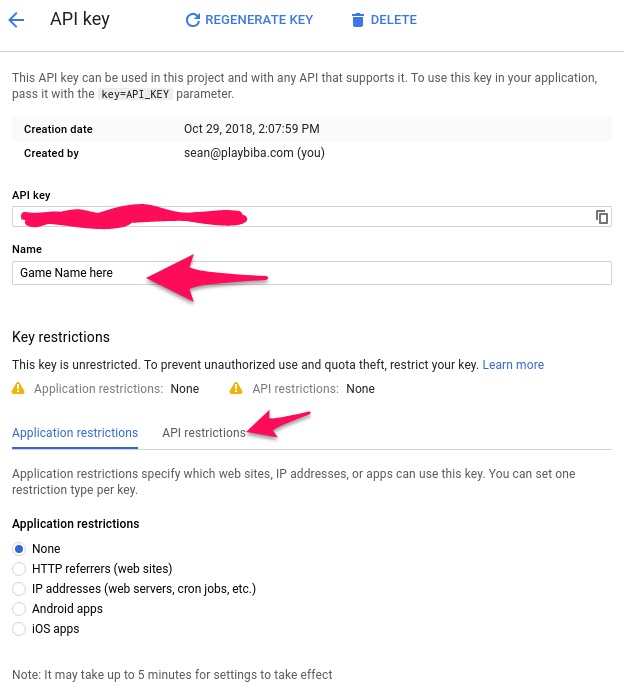 API key REGENERATE KEY DELETE
This API key can be used in this project and with any API that supports it. To use this key in your application,
pass it with the key=API_KEY parameter.
Creation date Oct 29, 2018, 2:07:59 PM
Created by sean@playbiba.com (you)
API key
Name
Game Name here
Key restrictions
This key is unrestricted. To prevent unauthorized use and quota theft, restrict your key. Learn more
Application restrictions: None API restrictions: None
Application restrictions API restrictions
Application restrictions specify which web sites, IP addresses, or apps can use this key. You can set one
restriction type per key.
Application restrictions
None
HTTP referrers (web sites)
IP addresses (web servers, cron jobs, etc.)
Android apps
iOS apps
Note: It may take up to 5 minutes for settings to take effect